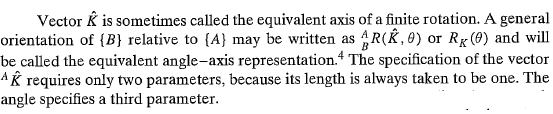 Vector K̂ is sometimes called the equivalent axis of a finite rotation. A general
orientation of {B} relative to {A} may be written as ᴬ_BR(K̂, θ) or R_K(θ) and will
be called the equivalent angle–axis representation.⁴ The specification of the vector
ᴬK̂ requires only two parameters, because its length is always taken to be one. The
angle specifies a third parameter.